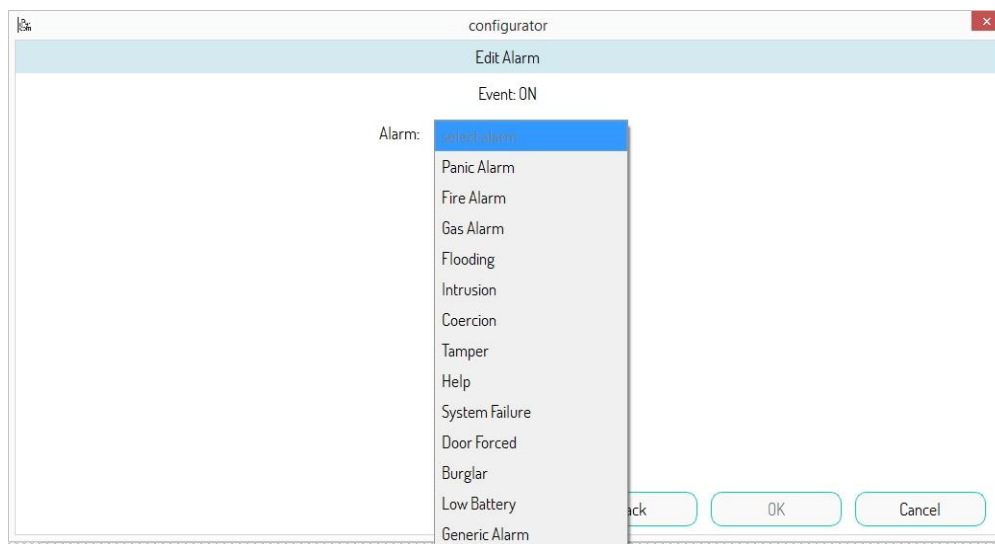 configurator
Edit Alarm
Event: ON
Alarm:
select alarm
Panic Alarm
Fire Alarm
Gas Alarm
Flooding
Intrusion
Coercion
Tamper
Help
System Failure
Door Forced
Burglar
Low Battery
ack OK Cancel
Generic Alarm